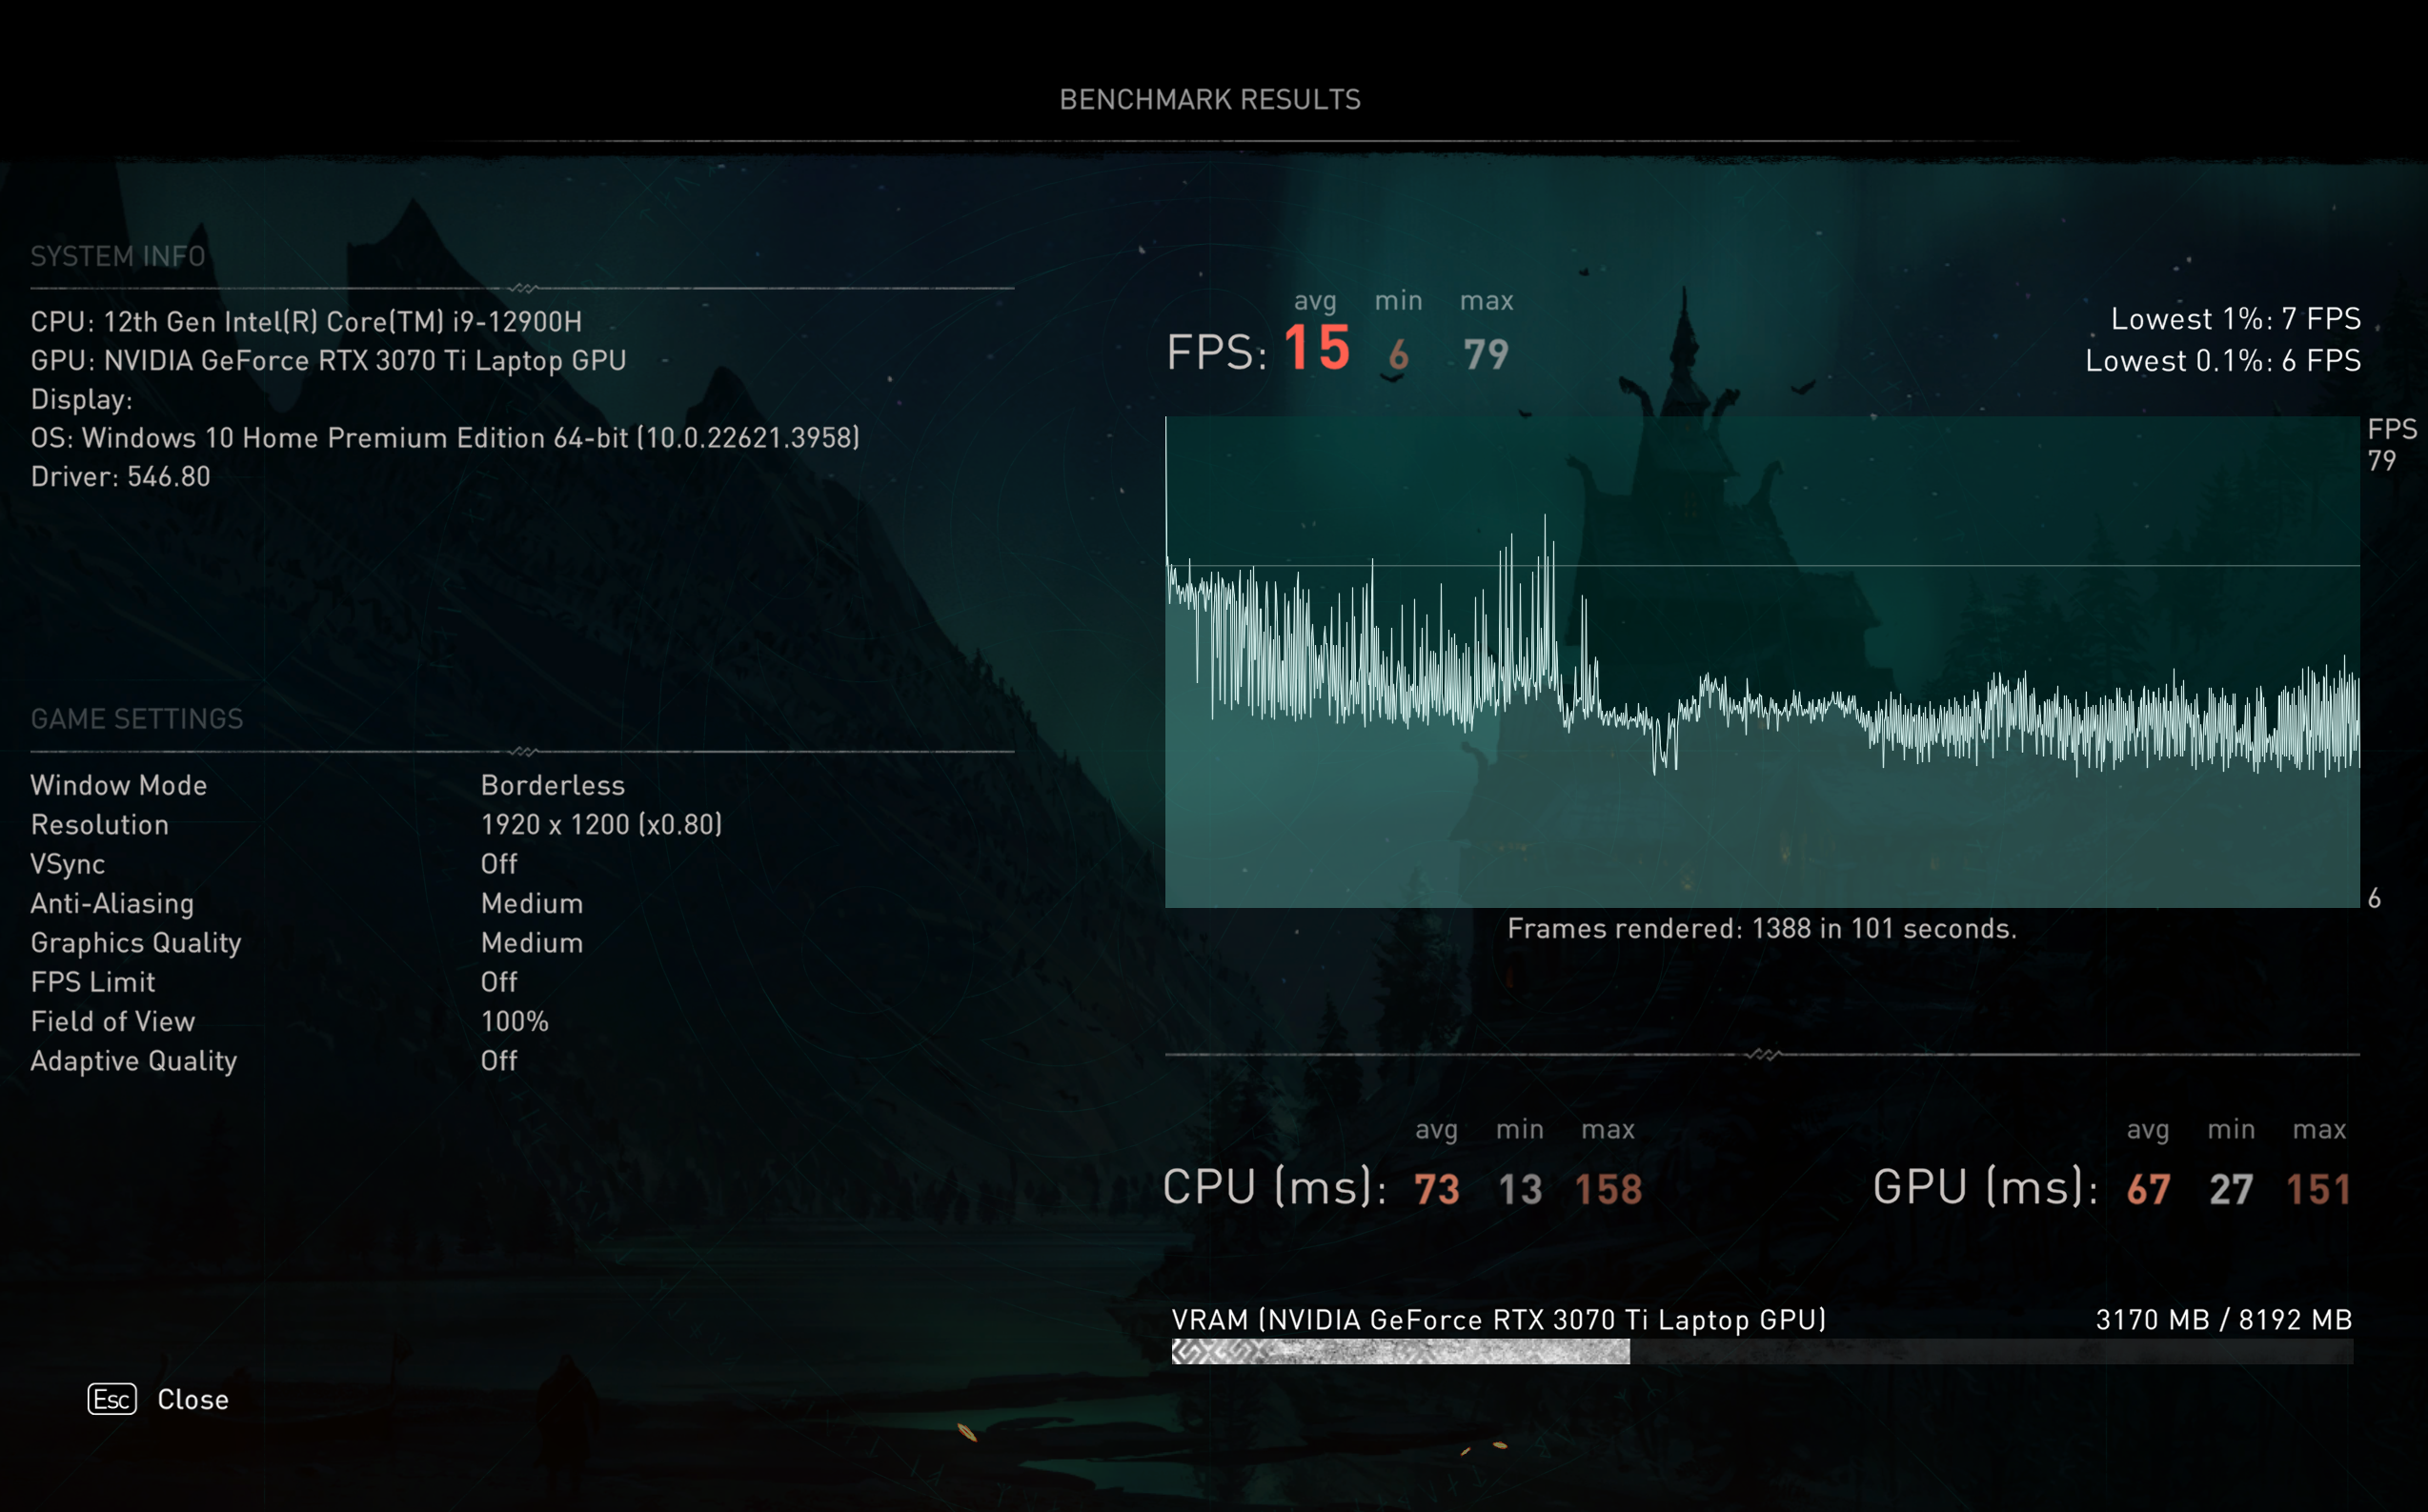 BENCHMARK RESULTS
SYSTEM INFO
CPU: 12th Gen Intel(R) Core(TM) i9-12900H
GPU: NVIDIA GeForce RTX 3070 Ti Laptop GPU
Display:
OS: Windows 10 Home Premium Edition 64-bit (10.0.22621.3958)
Driver: 546.80
GAME SETTINGS
Window Mode Borderless
Resolution 1920 x 1200 (x0.80)
VSync Off
Anti-Aliasing Medium
Graphics Quality Medium
FPS Limit Off
Field of View 100%
Adaptive Quality Off
Esc Close
avg min max
FPS: 15 6 79
Lowest 1%: 7 FPS
Lowest 0.1%: 6 FPS
FPS
79
6
Frames rendered: 1388 in 101 seconds.
avg min max
CPU (ms): 73 13 158
avg min max
GPU (ms): 67 27 151
VRAM (NVIDIA GeForce RTX 3070 Ti Laptop GPU) 3170 MB / 8192 MB